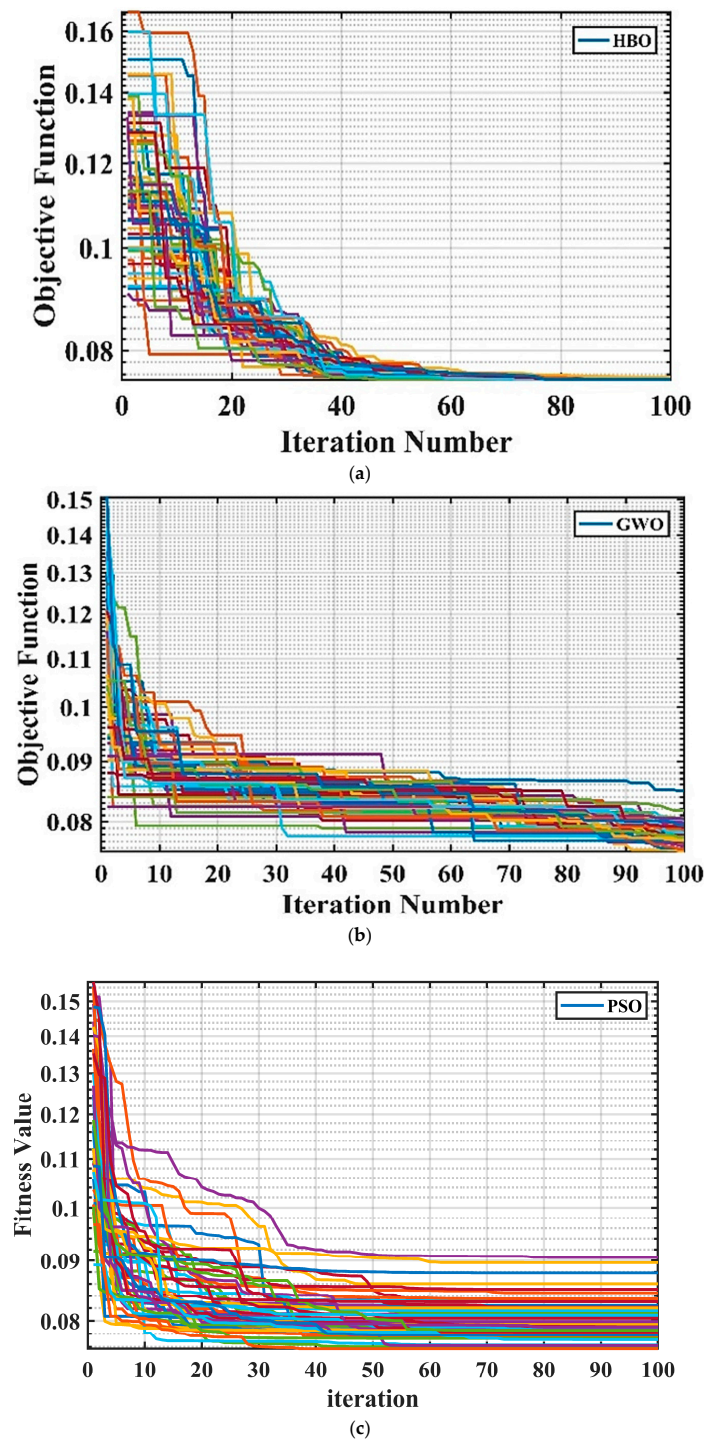 0.16
HBO
0.14
0.12
0.1
0.08
Objective Function
0 20 40 60 80 100
Iteration Number
(a)
0.15
GWO
0.14
0.13
0.12
0.11
0.1
0.09
0.08
Objective Function
0 10 20 30 40 50 60 70 80 90 100
Iteration Number
(b)
0.15
PSO
0.14
0.13
0.12
0.11
0.1
0.09
0.08
Fitness Value
0 10 20 30 40 50 60 70 80 90 100
iteration
(c)